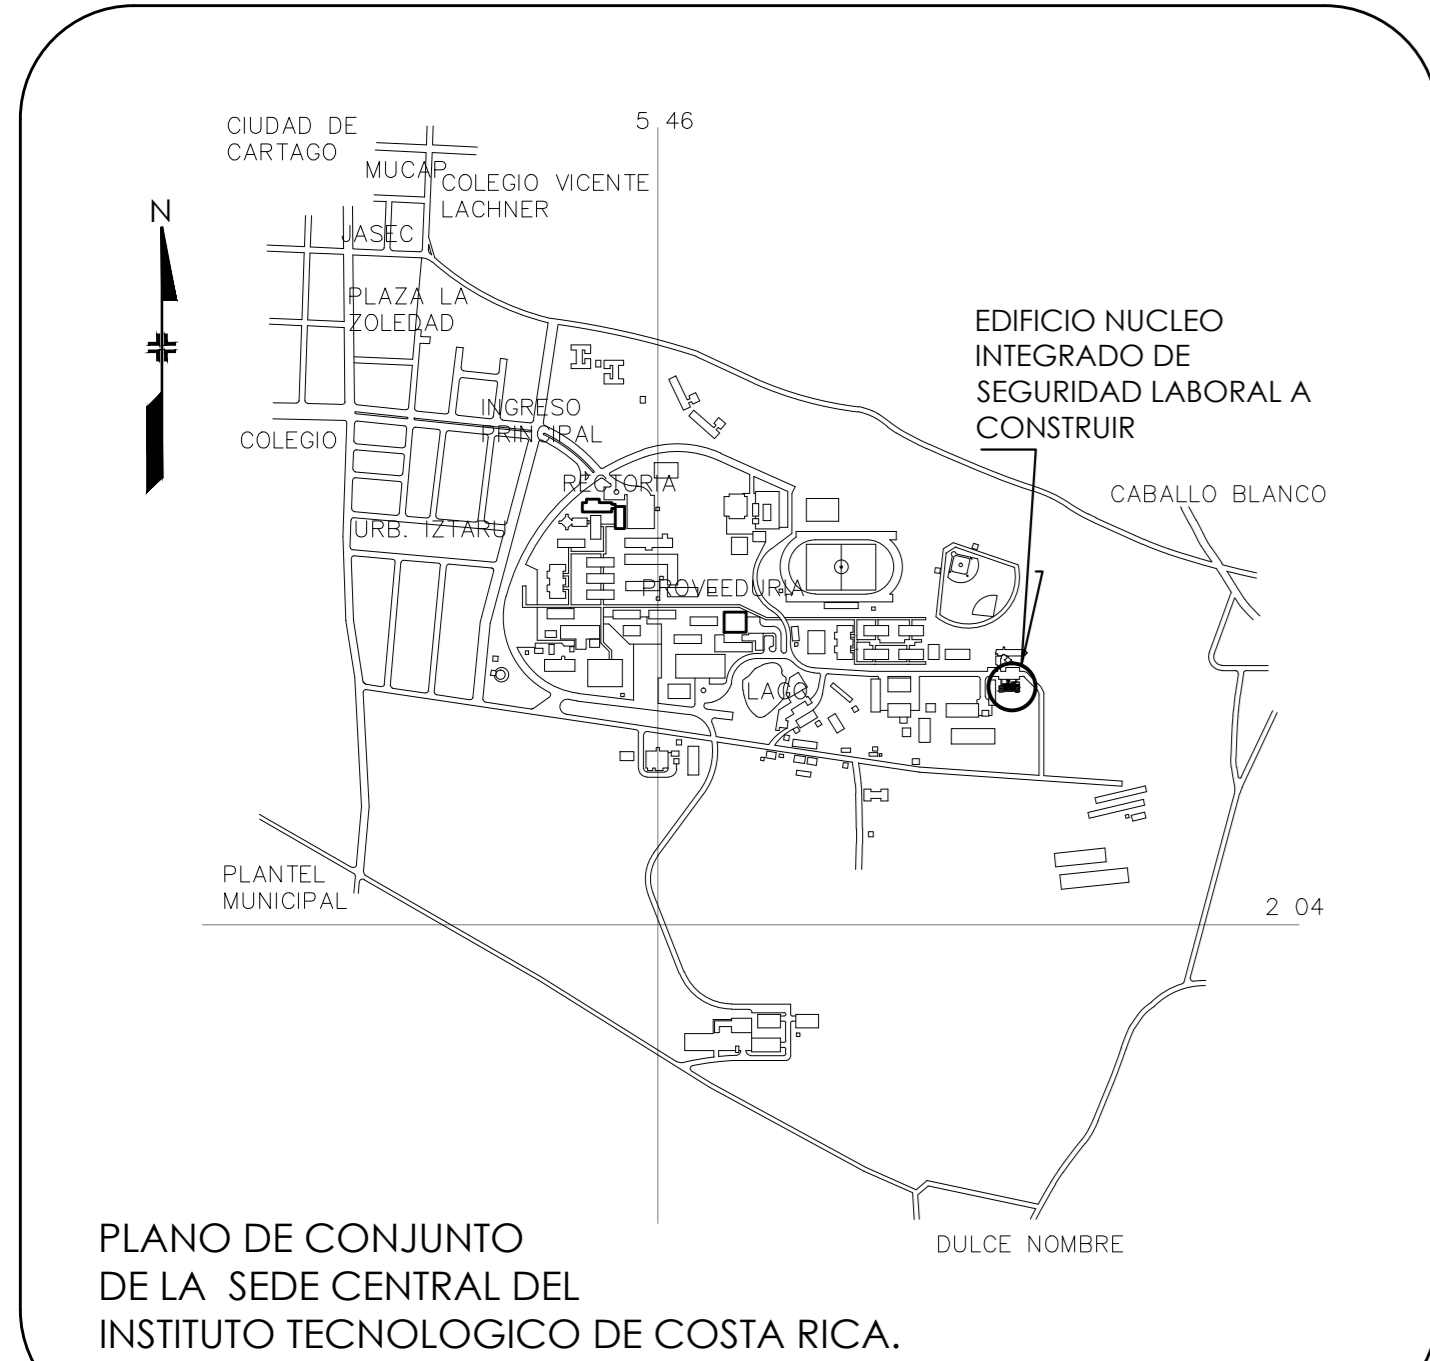 CIUDAD DE
CARTAGO
5 46
MUCAP
COLEGIO VICENTE
LACHNER
N
JASEC
PLAZA LA
ZOLEDAD
EDIFICIO NUCLEO
INTEGRADO DE
SEGURIDAD LABORAL A
CONSTRUIR
INGRESO
PRINCIPAL
COLEGIO
RECTORIA
CABALLO BLANCO
URB. IZTARU
PROVEEDURIA
LAGO
PLANTEL
MUNICIPAL
2 04
DULCE NOMBRE
PLANO DE CONJUNTO
DE LA SEDE CENTRAL DEL
INSTITUTO TECNOLOGICO DE COSTA RICA.